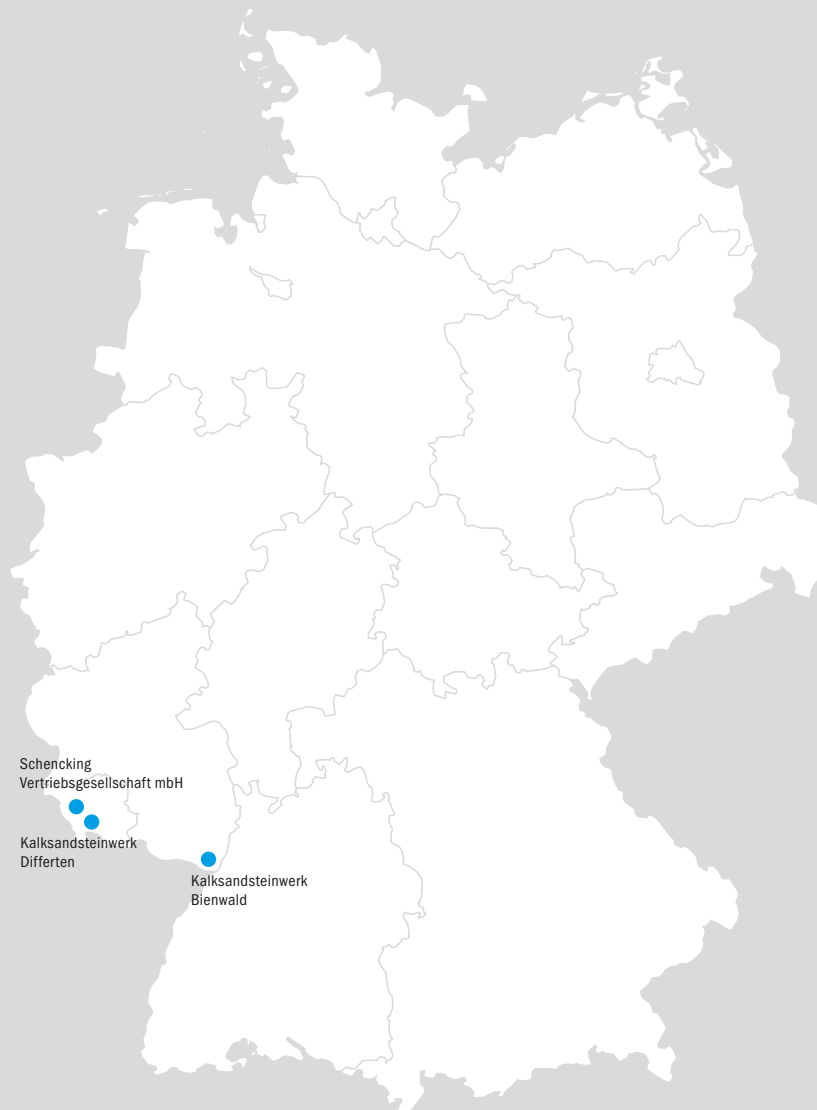 Schencking
Vertriebsgesellschaft mbH
Kalksandsteinwerk
Differten
Kalksandsteinwerk
Bienwald